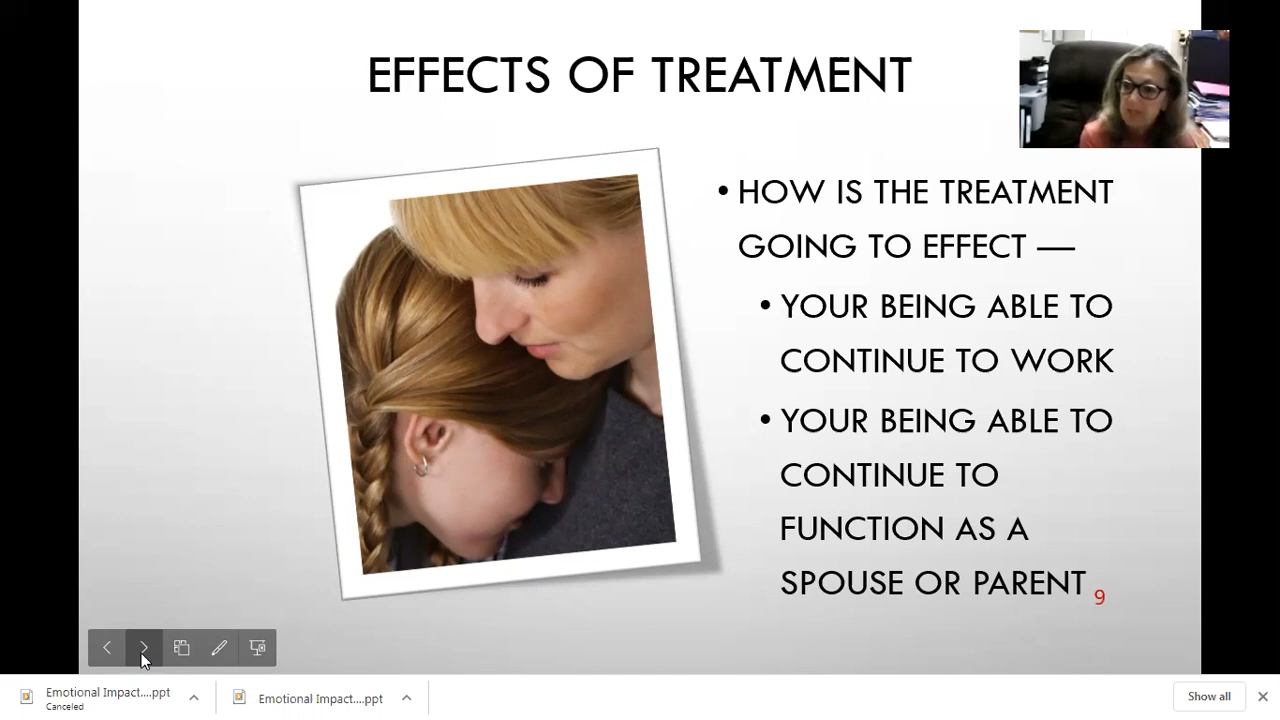 EFFECTS OF TREATMENT
• HOW IS THE TREATMENT
GOING TO EFFECT —
• YOUR BEING ABLE TO
CONTINUE TO WORK
• YOUR BEING ABLE TO
CONTINUE TO
FUNCTION AS A
SPOUSE OR PARENT
9
Emotional Impact....ppt
Canceled
Emotional Impact....ppt
Show all